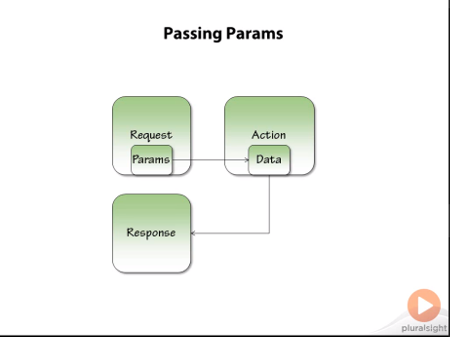 Passing Params
Request
Params
Action
Data
Response
pluralsight